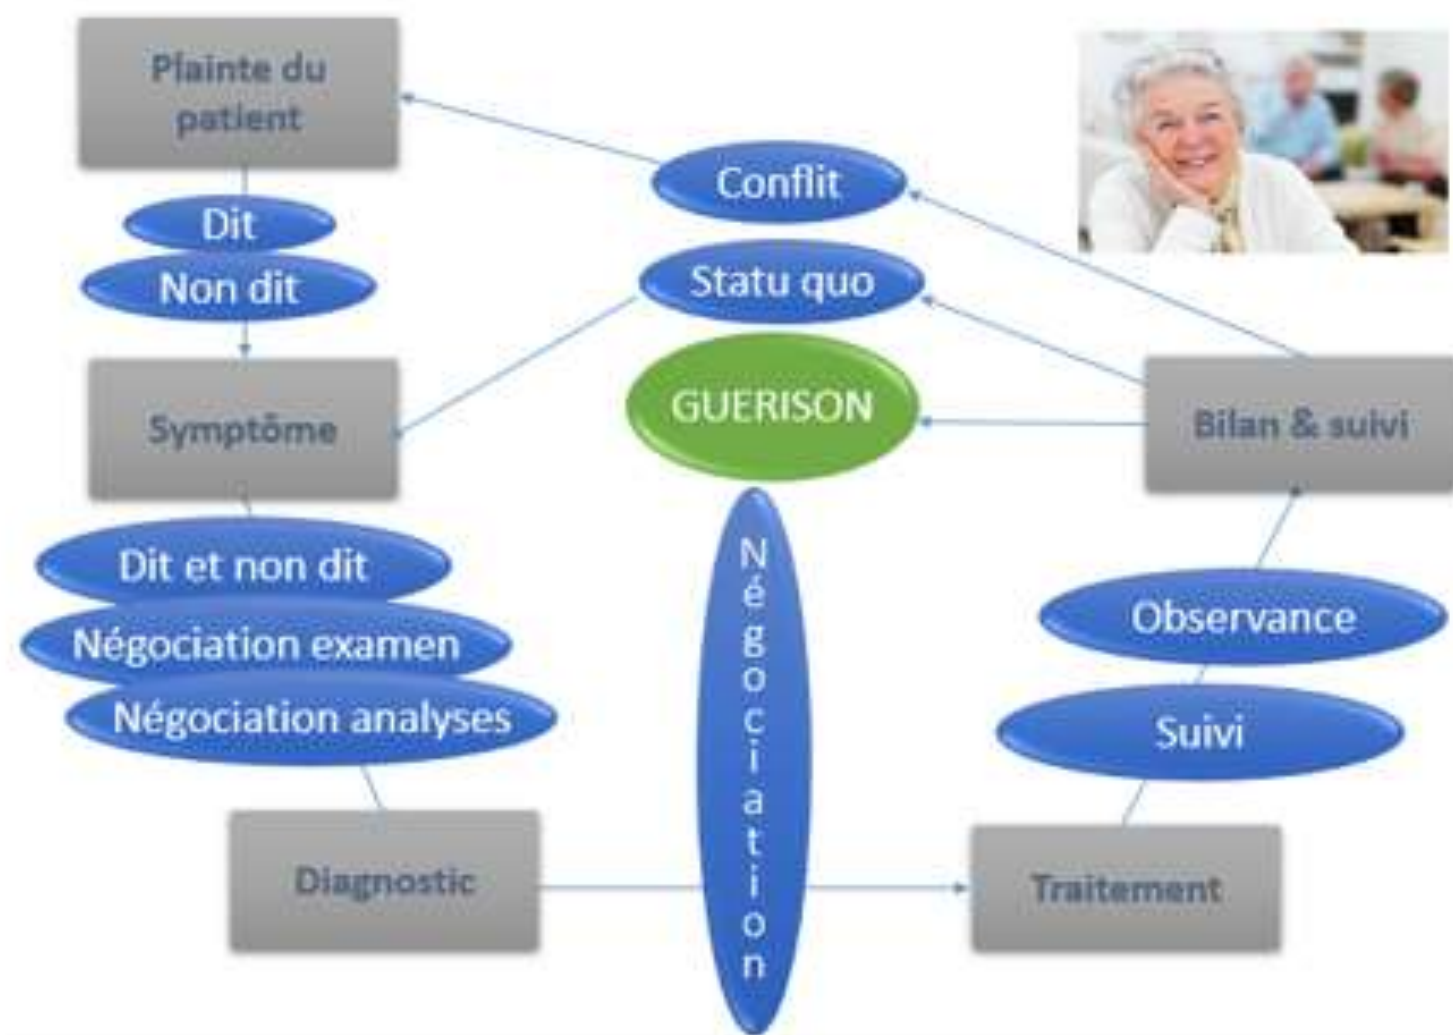 Plainte du
patient
Dit
Non dit
Symptôme
Dit et non dit
Négociation examen
Négociation analyses
Diagnostic
Conflit
Statu quo
GUERISON
Négociation
Traitement
Suivi
Observance
Bilan & suivi